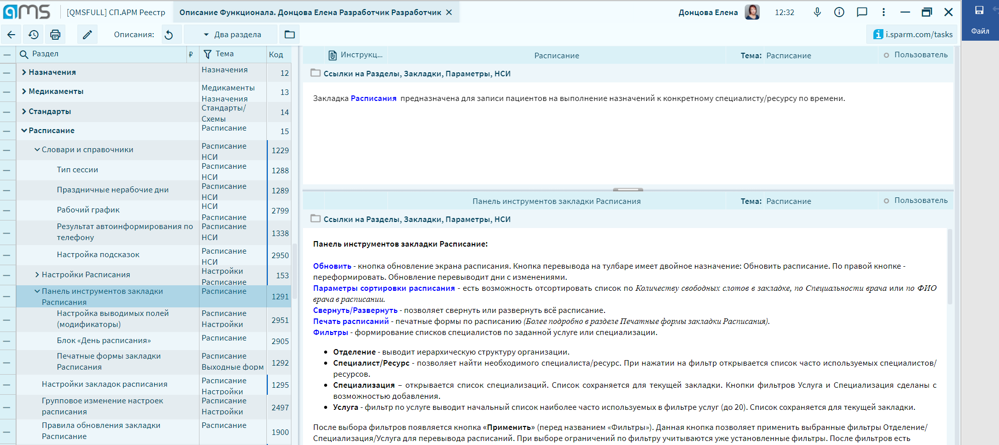 qms [QMSFULL] СП.АРМ Реестр Описание Функционала. Донцова Елена Разработчик Разработчик Донцова Елена 12:32
Файл
Описания: Два раздела i.sparm.com/tasks
Раздел ₽ Тема Код
Назначения Назначения 12
Медикаменты Медикаменты Назначения 13
Стандарты Стандарты/ Схемы 14
Расписание Расписание 15
Словари и справочники Расписание НСИ 1229
Тип сессии Расписание НСИ 1288
Праздничные нерабочие дни Расписание НСИ 1289
Рабочий график НСИ Расписание 2799
Результат автоинформирования по
телефону Расписание НСИ 1338
Настройка подсказок Расписание НСИ 2950
Настройки Расписания Настройки Расписание 153
Панель инструментов закладки
Расписания Расписание 1291
Настройка выводимых полей
(модификаторы) Расписание Настройки 2951
Блок «День расписания» Расписание 2905
Печатные формы закладки
Расписания Расписание Выходные форм 1292
Настройки закладок расписания Расписание Настройки 1295
Групповое изменение настроек
расписания Расписание Настройки 2497
Правила обновления закладки
Расписание Расписание 1900
Инструкц... Расписание Тема: Расписание Пользователь
Ссылки на Разделы, Закладки, Параметры, НСИ
Закладка Расписания предназначена для записи пациентов на выполнение назначений к конкретному специалисту/ресурсу по времени.
Панель инструментов закладки Расписания Тема: Расписание Пользователь
Ссылки на Разделы, Закладки, Параметры, НСИ
Панель инструментов закладки Расписание:
Обновить - кнопка обновление экрана расписания. Кнопка перевывода на тулбаре имеет двойное назначение: Обновить расписание. По правой кнопке -
переформировать. Обновление перевыводит дни с изменениями.
Параметры сортировки расписания - есть возможность отсортировать список по Количеству свободных слотов в закладке, по Специальности врача или по ФИО
врача в расписании.
Свернуть/Развернуть - позволяет свернуть или развернуть всё расписание.
Печать расписаний - печатные формы по расписанию (Более подробно в разделе Печатные формы закладки Расписания).
Фильтры - формирование списков специалистов по заданной услуге или специализации.
• Отделение - выводит иерархическую структуру организации.
• Специалист/Ресурс - позволяет найти необходимого специалиста/ресурс. При нажатии на фильтр открывается список часто используемых специалистов/
ресурсов.
• Специализация – открывается список специализаций. Список сохраняется для текущей закладки. Кнопки фильтров Услуга и Специализация сделаны с
возможностью добавления.
• Услуга - фильтр по услуге выводит начальный список наиболее часто используемых в фильтре услуг (до 20). Список сохраняется для текущей закладки.
После выбора фильтров появляется кнопка «Применить» (перед названием «Фильтры»). Данная кнопка позволяет применить выбранные фильтры Отделение/
Специализация/Услуга для перевывода расписаний. При выборе ограничений по фильтру учитываются уже установленные фильтры. После фильтров есть